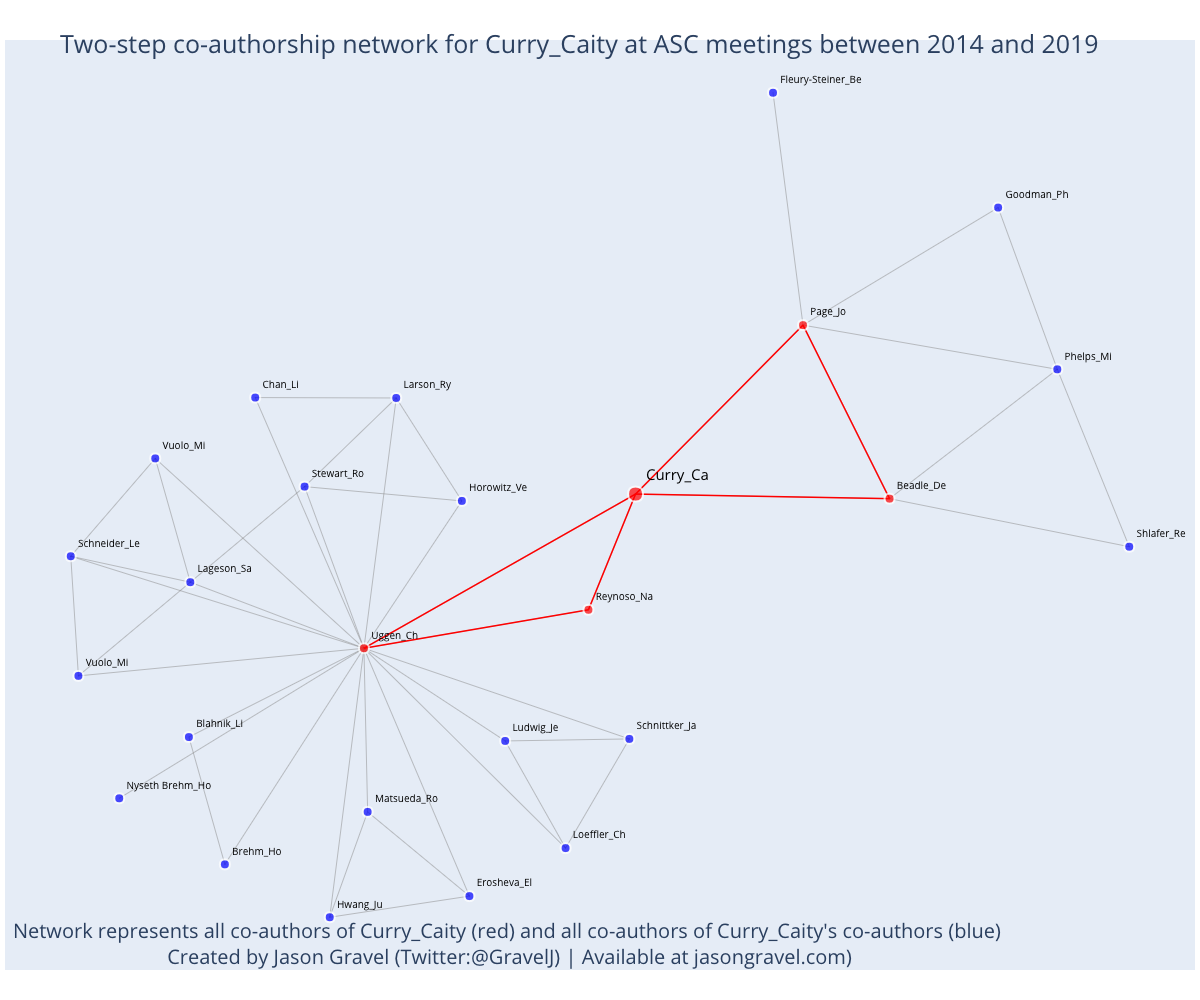 Two-step co-authorship network for Curry_Caity at ASC meetings between 2014 and 2019
Fleury-Steiner_Be
Goodman_Ph
Page_Jo
Phelps_Mi
Chan_Li
Larson_Ry
Vuolo_Mi
Stewart_Ro
Horowitz_Ve
Curry_Ca
Beadle_De
Shlafer_Re
Schneider_Le
Lageson_Sa
Reynoso_Na
Uggen_Ch
Vuolo_Mi
Blahnik_Li
Ludwig_Je
Schnittker_Ja
Nyseth Brehm_Ho
Matsueda_Ro
Loeffler_Ch
Brehm_Ho
Erosheva_El
Hwang_Ju
Network represents all co-authors of Curry_Caity (red) and all co-authors of Curry_Caity's co-authors (blue)
Created by Jason Gravel (Twitter:@GravelJ) | Available at jasongravel.com)